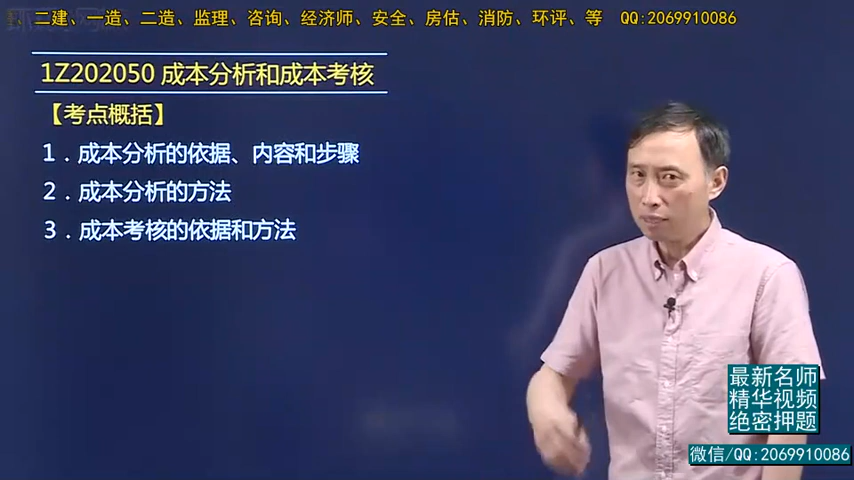 、二建、一造、二造、监理、咨询、经济师、安全、房估、消防、环评、等 QQ:2069910086
1Z202050 成本分析和成本考核
【考点概括】
1．成本分析的依据、内容和步骤
2．成本分析的方法
3．成本考核的依据和方法
最新名师
精华视频
绝密押题
微信/QQ:2069910086